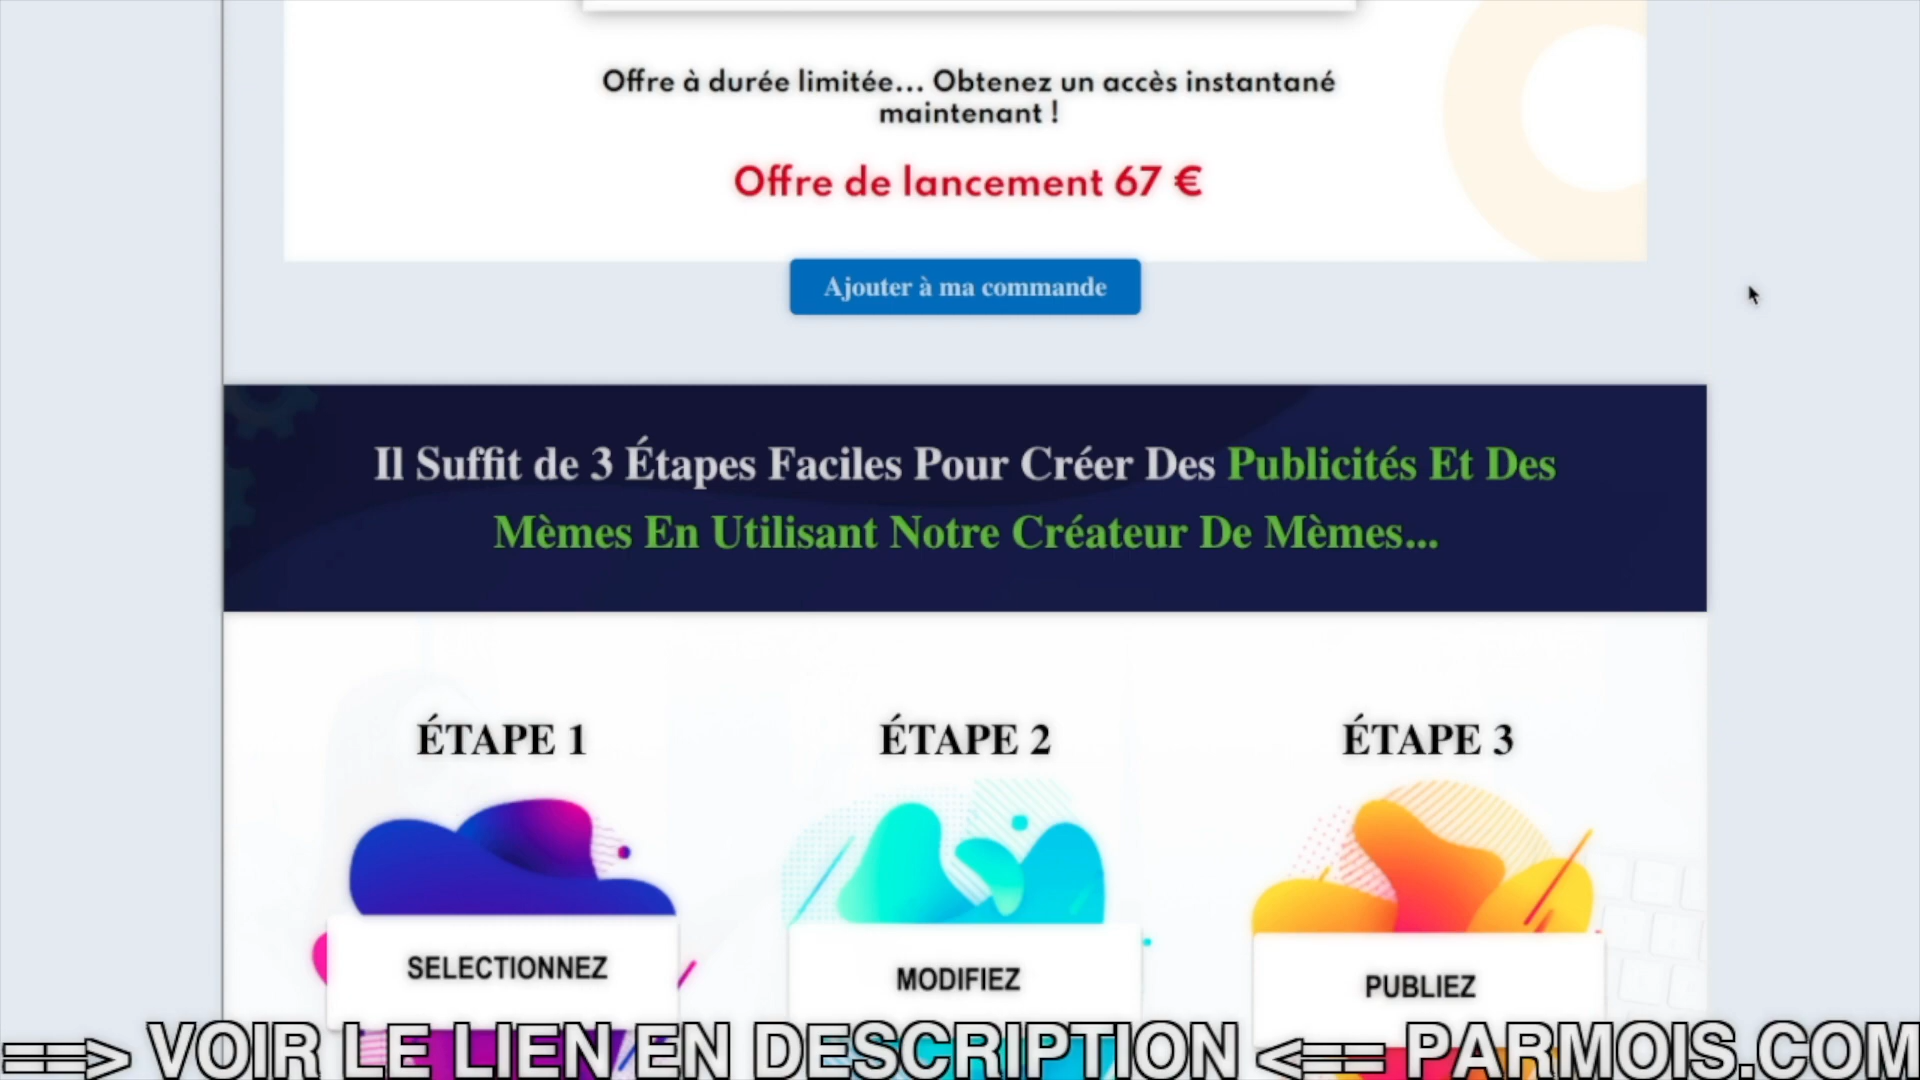 Offre à durée limitée... Obtenez un accès instantané
maintenant !
Offre de lancement 67 €
Ajouter à ma commande
Il Suffit de 3 Étapes Faciles Pour Créer Des Publicités Et Des
Mèmes En Utilisant Notre Créateur De Mèmes...
ÉTAPE 1
ÉTAPE 2
ÉTAPE 3
SELECTIONNEZ
MODIFIEZ
PUBLIEZ
==> VOIR LE LIEN EN DESCRIPTION <== PARMOIS.COM